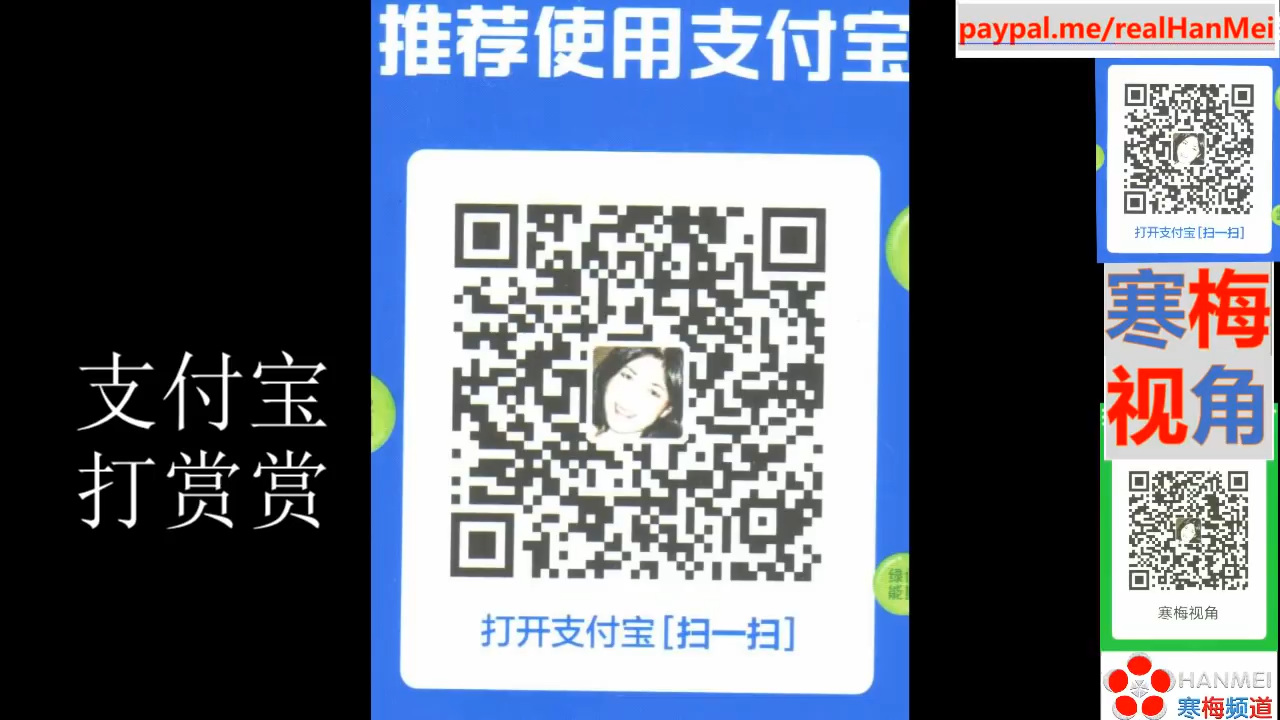 推荐使用支付宝
paypal.me/realHanMei
打开支付宝[扫一扫]
寒梅
视角
支付宝
打赏赏
打开支付宝[扫一扫]
寒梅视角
HANMEI
寒梅频道